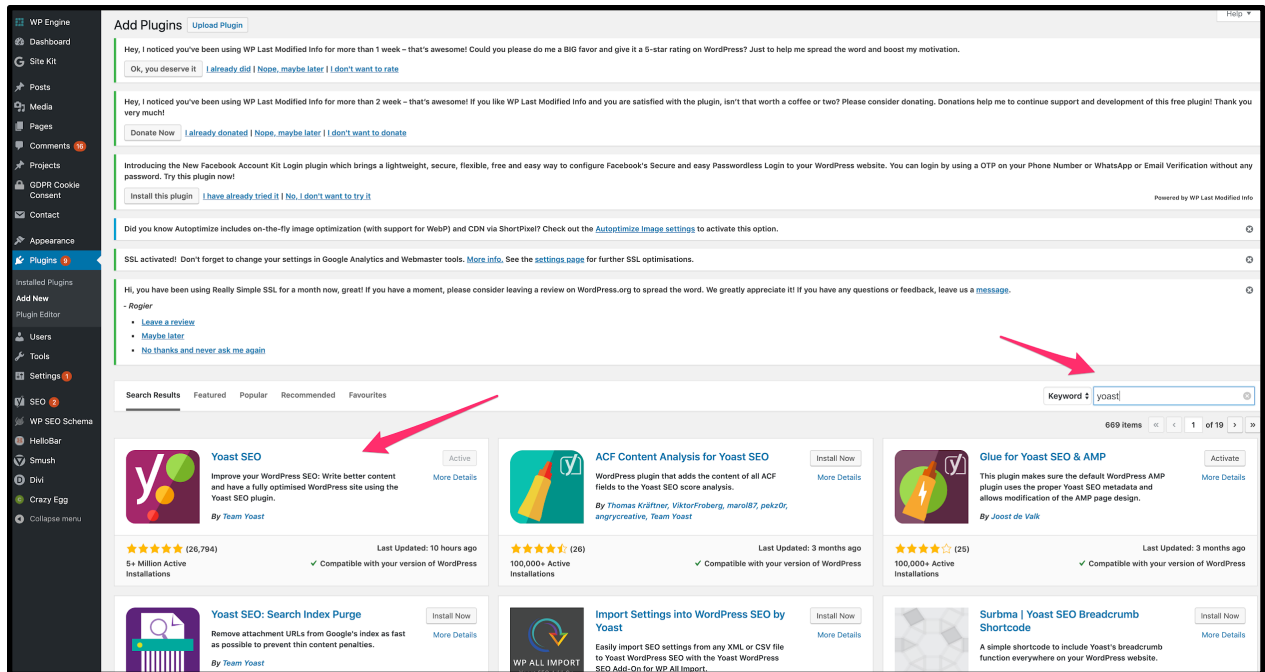 Help
WP Engine
Dashboard
Site Kit
Posts
Media
Pages
Comments 16
Projects
GDPR Cookie
Consent
Contact
Appearance
Plugins 9
Installed Plugins
Add New
Plugin Editor
Users
Tools
Settings 1
SEO 2
WP SEO Schema
HelloBar
Smush
Divi
Crazy Egg
Collapse menu
Add Plugins Upload Plugin
Hey, I noticed you've been using WP Last Modified Info for more than 1 week – that's awesome! Could you please do me a BIG favor and give it a 5-star rating on WordPress? Just to help me spread the word and boost my motivation.
Ok, you deserve it I already did | Nope, maybe later | I don't want to rate
Hey, I noticed you've been using WP Last Modified Info for more than 2 week – that's awesome! If you like WP Last Modified Info and you are satisfied with the plugin, isn't that worth a coffee or two? Please consider donating. Donations help me to continue support and development of this free plugin! Thank you
very much!
Donate Now I already donated | Nope, maybe later | I don't want to donate
Introducing the New Facebook Account Kit Login plugin which brings a lightweight, secure, flexible, free and easy way to configure Facebook's Secure and easy Passwordless Login to your WordPress website. You can login by using a OTP on your Phone Number or WhatsApp or Email Verification without any
password. Try this plugin now!
Install this plugin I have already tried it | No, I don't want to try it
Powered by WP Last Modified Info
Did you know Autoptimize includes on-the-fly image optimization (with support for WebP) and CDN via ShortPixel? Check out the Autoptimize Image settings to activate this option.
SSL activated! Don't forget to change your settings in Google Analytics and Webmaster tools. More info. See the settings page for further SSL optimisations.
Hi, you have been using Really Simple SSL for a month now, great! If you have a moment, please consider leaving a review on WordPress.org to spread the word. We greatly appreciate it! If you have any questions or feedback, leave us a message.
- Rogier
Leave a review
Maybe later
No thanks and never ask me again
Search Results Featured Popular Recommended Favourites
Keyword yoast
669 items « ‹ 1 of 19 › »
Yoast SEO
Active
Improve your WordPress SEO: Write better content
and have a fully optimised WordPress site using the
Yoast SEO plugin.
More Details
By Team Yoast
(26,794)
5+ Million Active
Installations
Last Updated: 10 hours ago
Compatible with your version of WordPress
ACF Content Analysis for Yoast SEO
Install Now
WordPress plugin that adds the content of all ACF
fields to the Yoast SEO score analysis.
More Details
By Thomas Kräftner, ViktorFroberg, marol87, pekz0r,
angrycreative, Team Yoast
(26)
100,000+ Active
Installations
Last Updated: 3 months ago
Compatible with your version of WordPress
Glue for Yoast SEO & AMP
Activate
This plugin makes sure the default WordPress AMP
plugin uses the proper Yoast SEO metadata and
allows modification of the AMP page design.
More Details
By Joost de Valk
(25)
100,000+ Active
Installations
Last Updated: 3 months ago
Compatible with your version of WordPress
Yoast SEO: Search Index Purge
Install Now
Remove attachment URLs from Google's index as fast
as possible to prevent thin content penalties.
More Details
By Team Yoast
WP ALL IMPORT
Import Settings into WordPress SEO by
Yoast
Install Now
Easily import SEO settings from any XML or CSV file
to Yoast WordPress SEO with the Yoast WordPress
SEO Add-On for WP All Import.
More Details
Surbma | Yoast SEO Breadcrumb
Shortcode
Install Now
A simple shortcode to include Yoast's breadcrumb
function everywhere on your WordPress website.
More Details